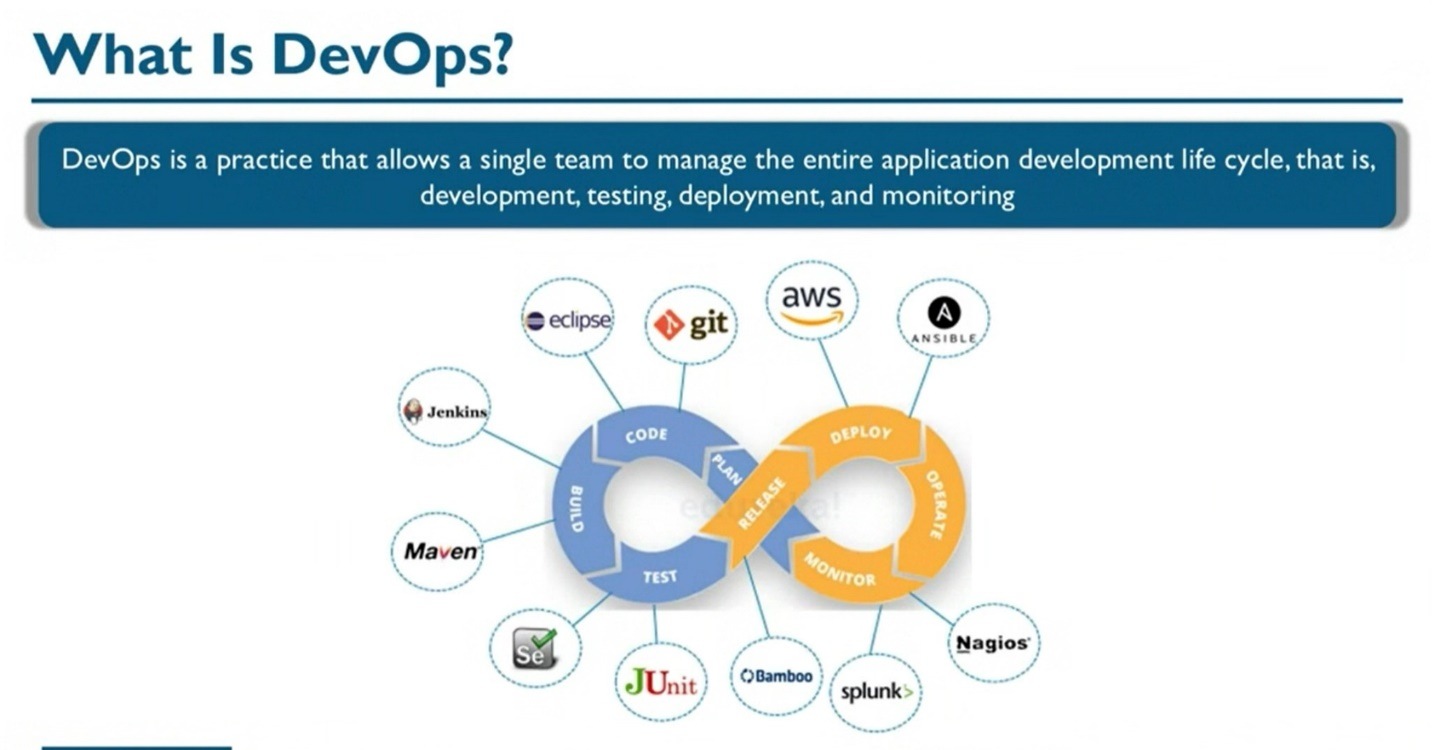 What Is DevOps?
DevOps is a practice that allows a single team to manage the entire application development life cycle, that is,
development, testing, deployment, and monitoring
eclipse
git
aws
A
ANSIBLE
Jenkins
CODE
DEPLOY
PLAN
BUILD
RELEASE
edureka!
OPERATE
Maven
TEST
MONITOR
Se
JUnit
Bamboo
splunk>
Nagios®